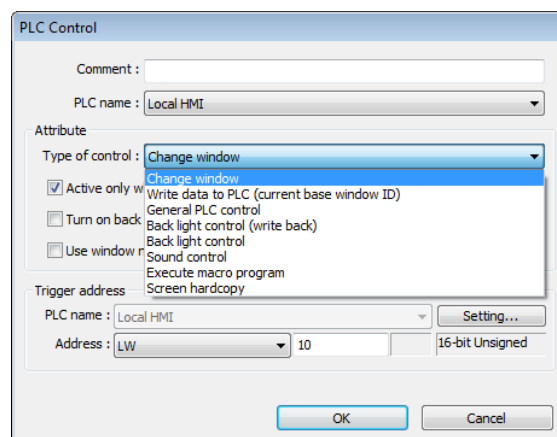 PLC Control
Comment :
PLC name : Local HMI
Attribute
Type of control : Change window
Change window
Active only w
Write data to PLC (current base window ID)
General PLC control
Turn on back
Back light control (write back)
Back light control
Use window n
Sound control
Execute macro program
Screen hardcopy
Trigger address
PLC name : Local HMI Setting...
Address : LW 10 16-bit Unsigned
OK Cancel